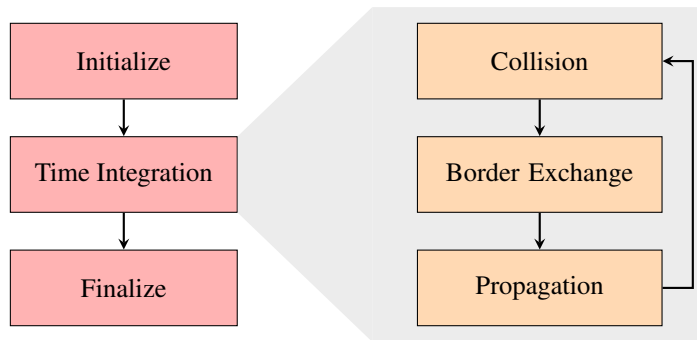 Initialize
Time Integration
Finalize
Collision
Border Exchange
Propagation